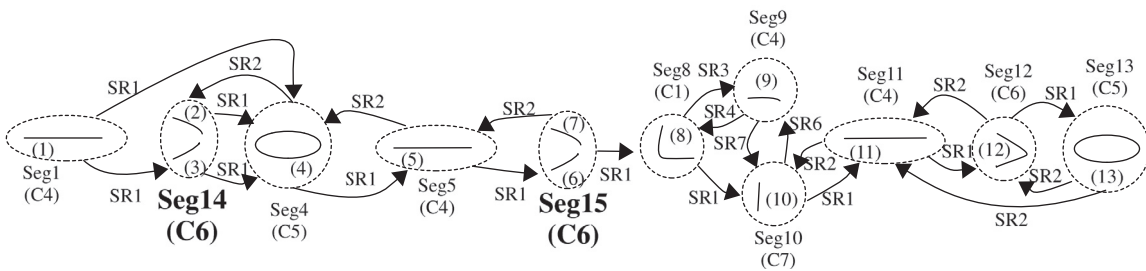 SR1
(1)
Seg1
(C4)
SR1
SR2
(2)
SR1
(3)
SR1
Seg14
(C6)
(4)
Seg4
(C5)
SR2
SR1
(5)
Seg5
(C4)
SR2
SR1
(7)
(6)
Seg15
(C6)
SR1
Seg8
(C1)
(8)
SR3
SR4
SR7
SR1
Seg9
(C4)
(9)
SR6
(10)
Seg10
(C7)
SR2
SR1
Seg11
(C4)
(11)
SR2
SR1
Seg12
(C6)
(12)
SR1
SR2
SR2
Seg13
(C5)
(13)